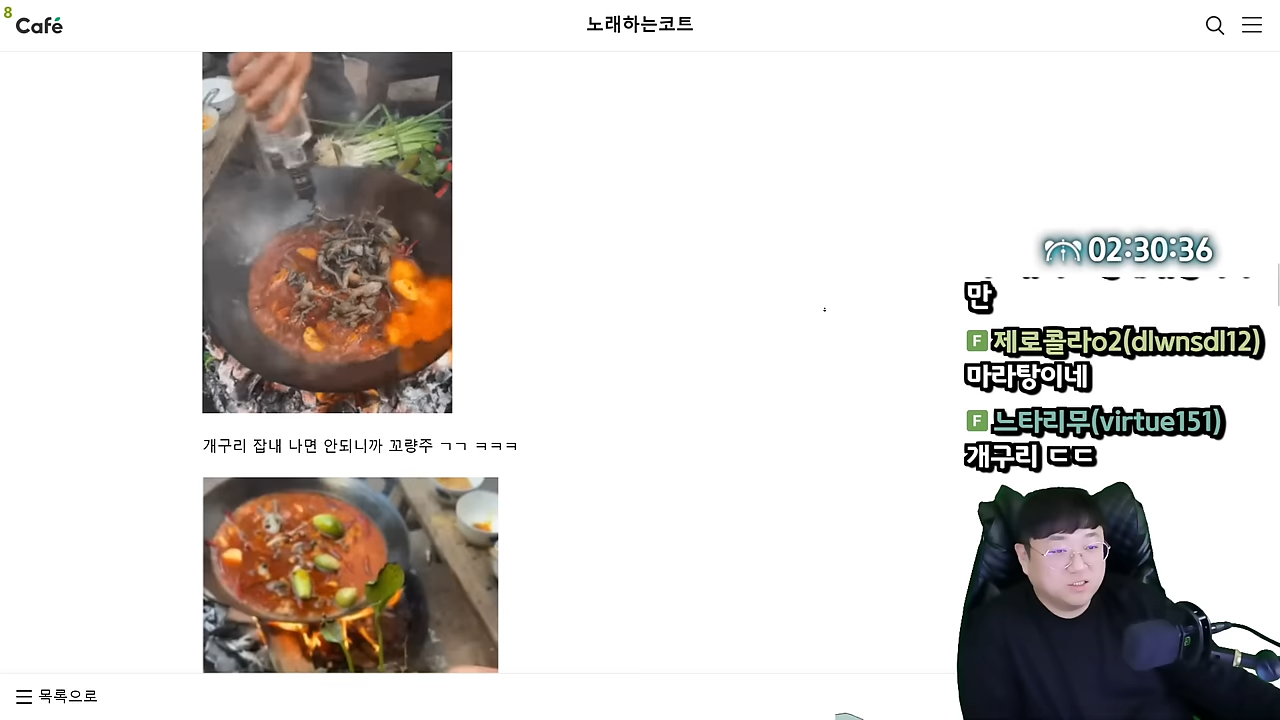 8
Café
노래하는코트
02:30:36
만
F 제로콜라o2(dlwnsdl12)
마라탕이네
F 느타리무(virtue151)
개구리 ㄷㄷ
개구리 잡내 나면 안되니까 꼬량주 ㄱㄱ ㅋㅋㅋ
목록으로